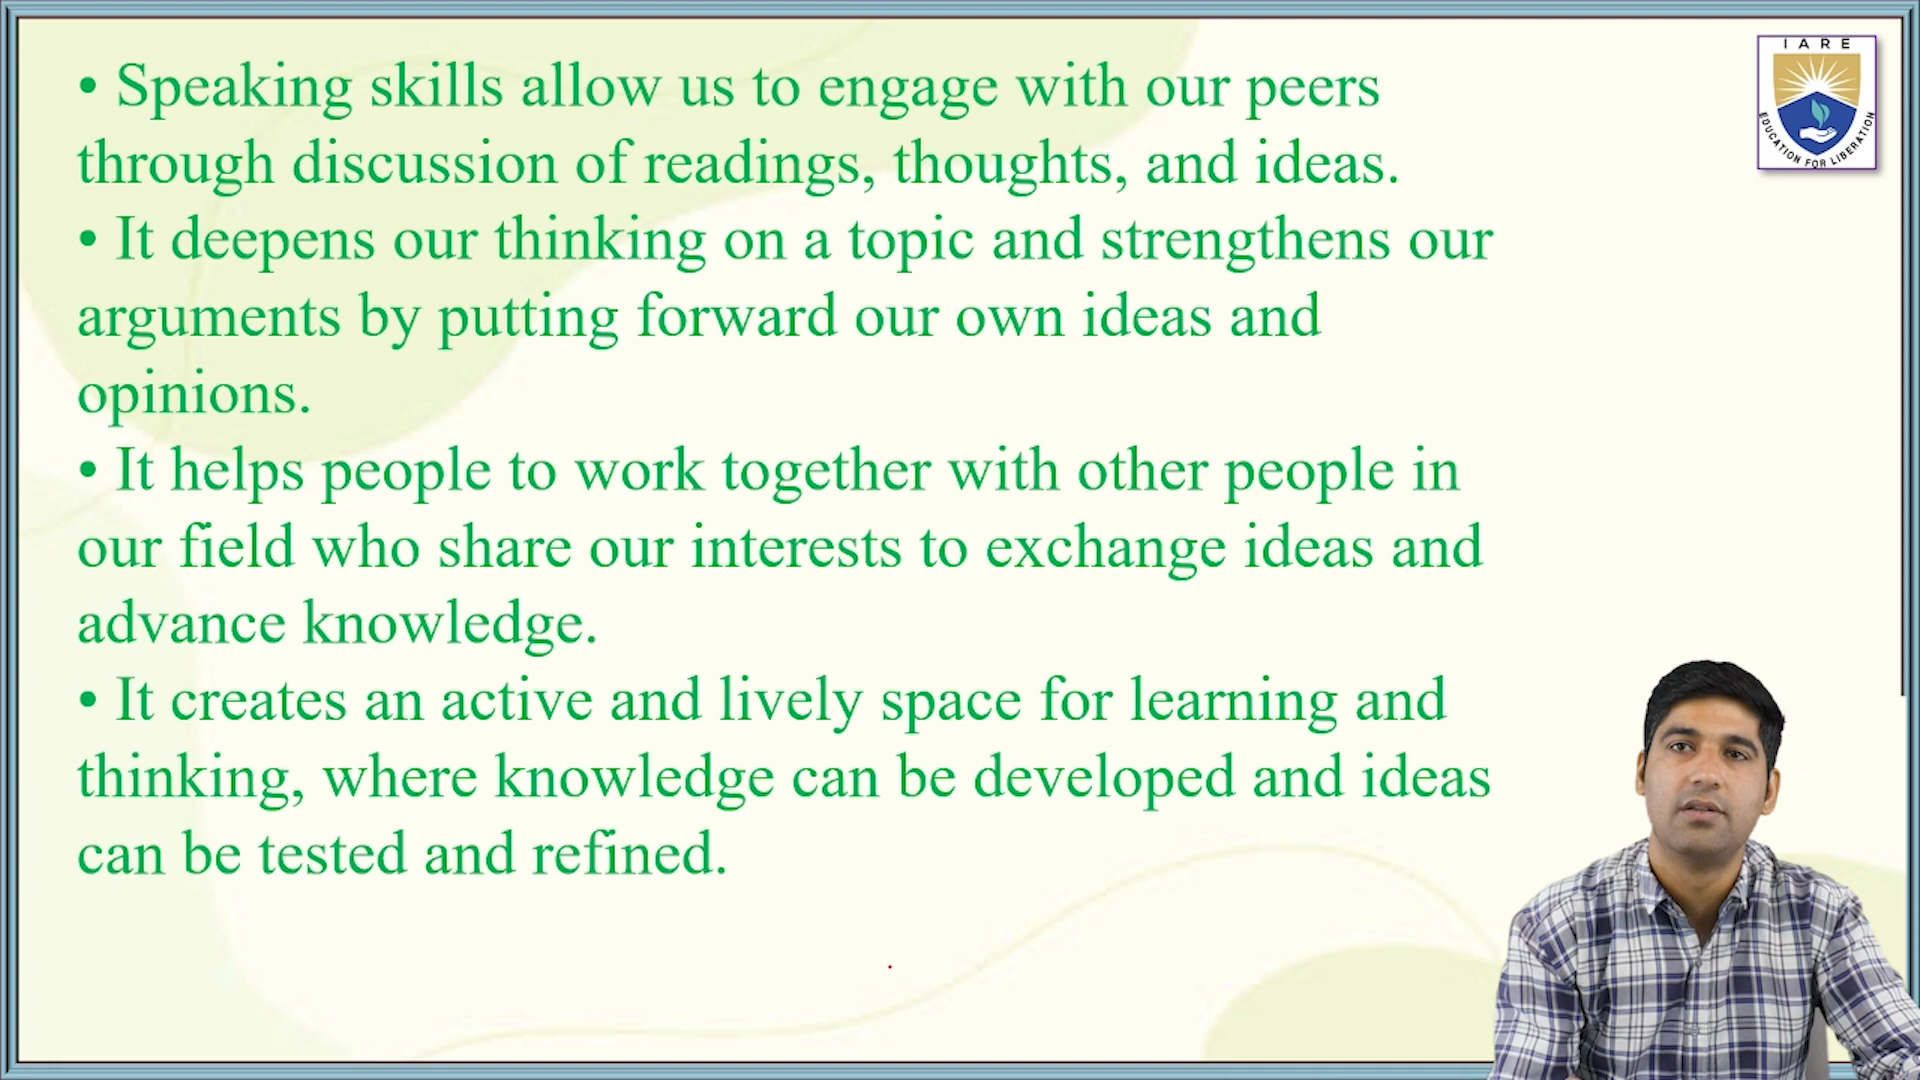 • Speaking skills allow us to engage with our peers
through discussion of readings, thoughts, and ideas.
• It deepens our thinking on a topic and strengthens our
arguments by putting forward our own ideas and
opinions.
• It helps people to work together with other people in
our field who share our interests to exchange ideas and
advance knowledge.
• It creates an active and lively space for learning and
thinking, where knowledge can be developed and ideas
can be tested and refined.
IARE
EDUCATION FOR LIBERATION